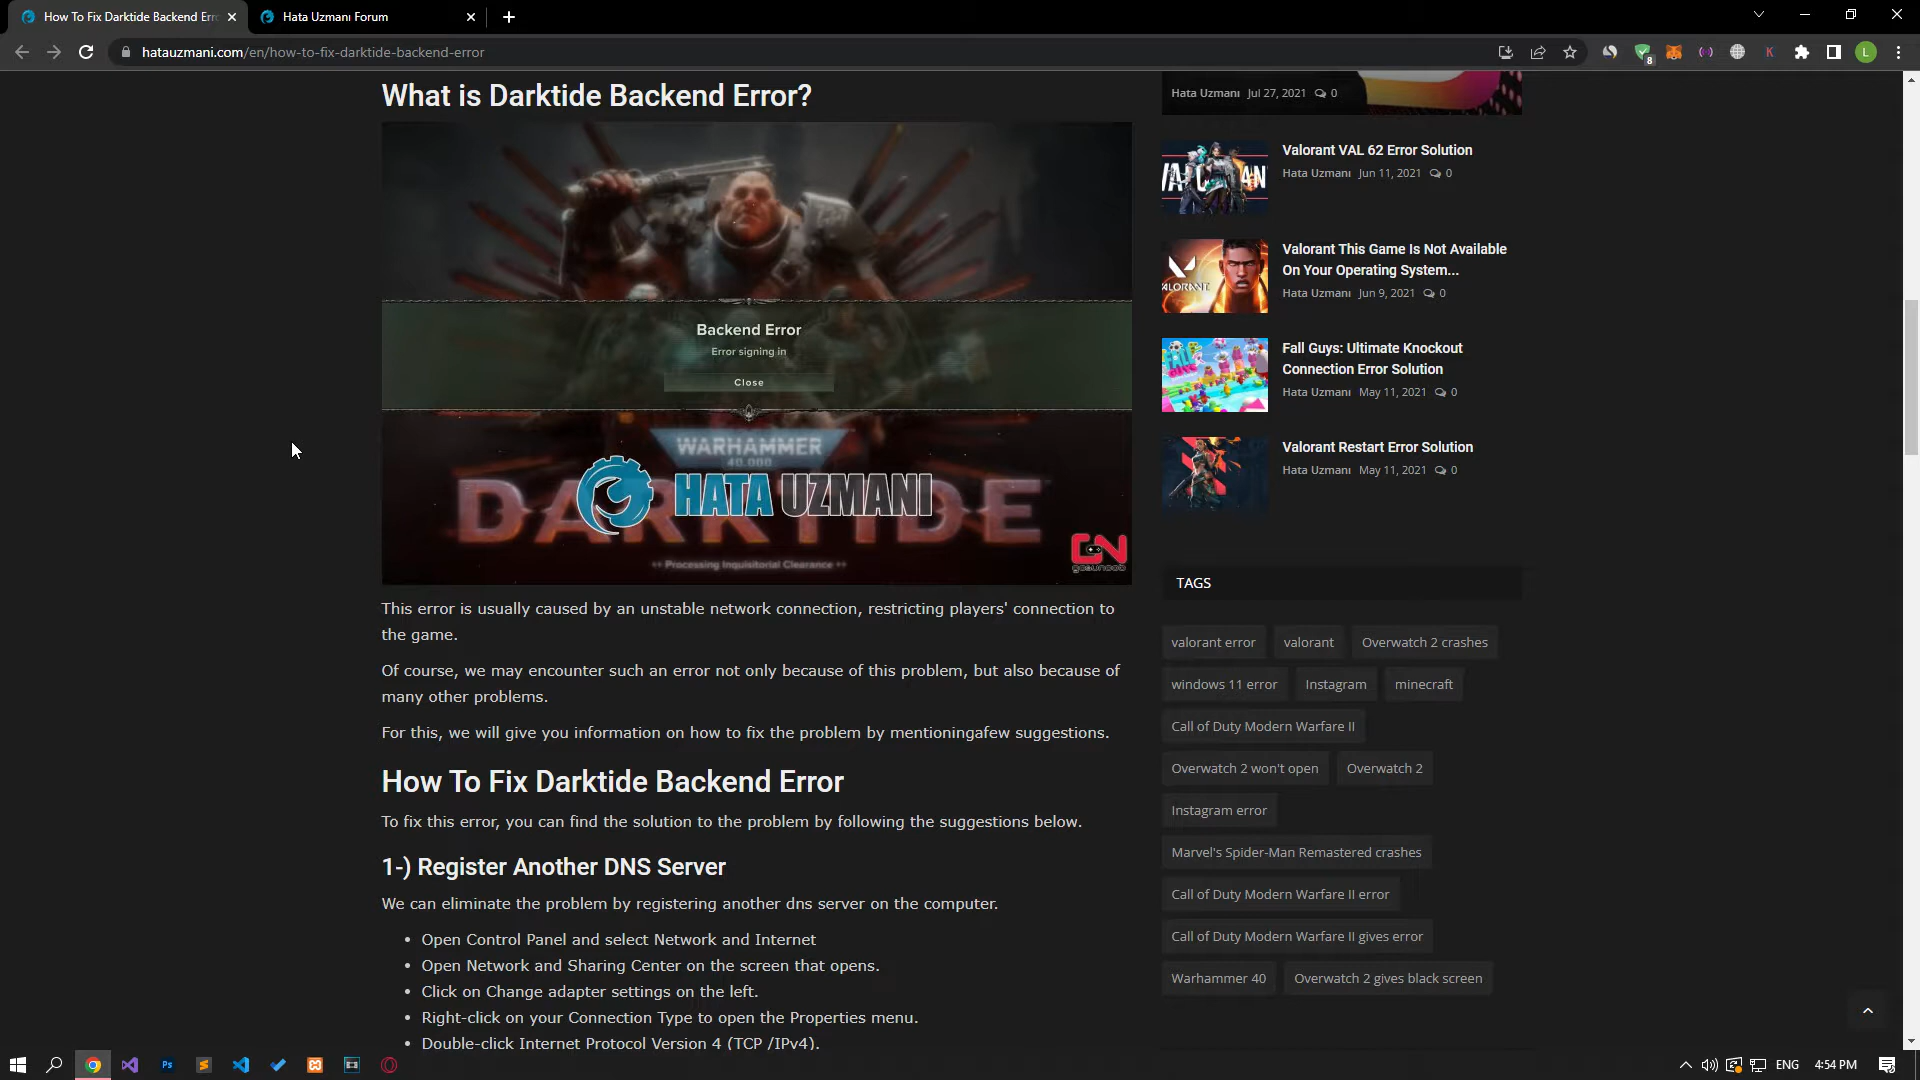 How To Fix Darktide Backend Err
Hata Uzmanı Forum
hatauzmani.com/en/how-to-fix-darktide-backend-error
8
K
L
What is Darktide Backend Error?
Backend Error
Error signing in
Close
WARHAMMER
40.000
DARKTIDE
HATA UZMANI
++ Processing Inquisitorial Clearance ++
GN
gosunoob
This error is usually caused by an unstable network connection, restricting players' connection to
the game.
Of course, we may encounter such an error not only because of this problem, but also because of
many other problems.
For this, we will give you information on how to fix the problem by mentioningafew suggestions.
How To Fix Darktide Backend Error
To fix this error, you can find the solution to the problem by following the suggestions below.
1-) Register Another DNS Server
We can eliminate the problem by registering another dns server on the computer.
• Open Control Panel and select Network and Internet
• Open Network and Sharing Center on the screen that opens.
• Click on Change adapter settings on the left.
• Right-click on your Connection Type to open the Properties menu.
• Double-click Internet Protocol Version 4 (TCP /IPv4).
Hata Uzmanı Jul 27, 2021 0
Valorant VAL 62 Error Solution
Hata Uzmanı Jun 11, 2021 0
Valorant This Game Is Not Available
On Your Operating System...
Hata Uzmanı Jun 9, 2021 0
VALORANT
Fall Guys: Ultimate Knockout
Connection Error Solution
Hata Uzmanı May 11, 2021 0
Valorant Restart Error Solution
Hata Uzmanı May 11, 2021 0
TAGS
valorant error valorant Overwatch 2 crashes
windows 11 error Instagram minecraft
Call of Duty Modern Warfare II
Overwatch 2 won't open Overwatch 2
Instagram error
Marvel's Spider-Man Remastered crashes
Call of Duty Modern Warfare II error
Call of Duty Modern Warfare II gives error
Warhammer 40 Overwatch 2 gives black screen
Ps
ENG
4:54 PM